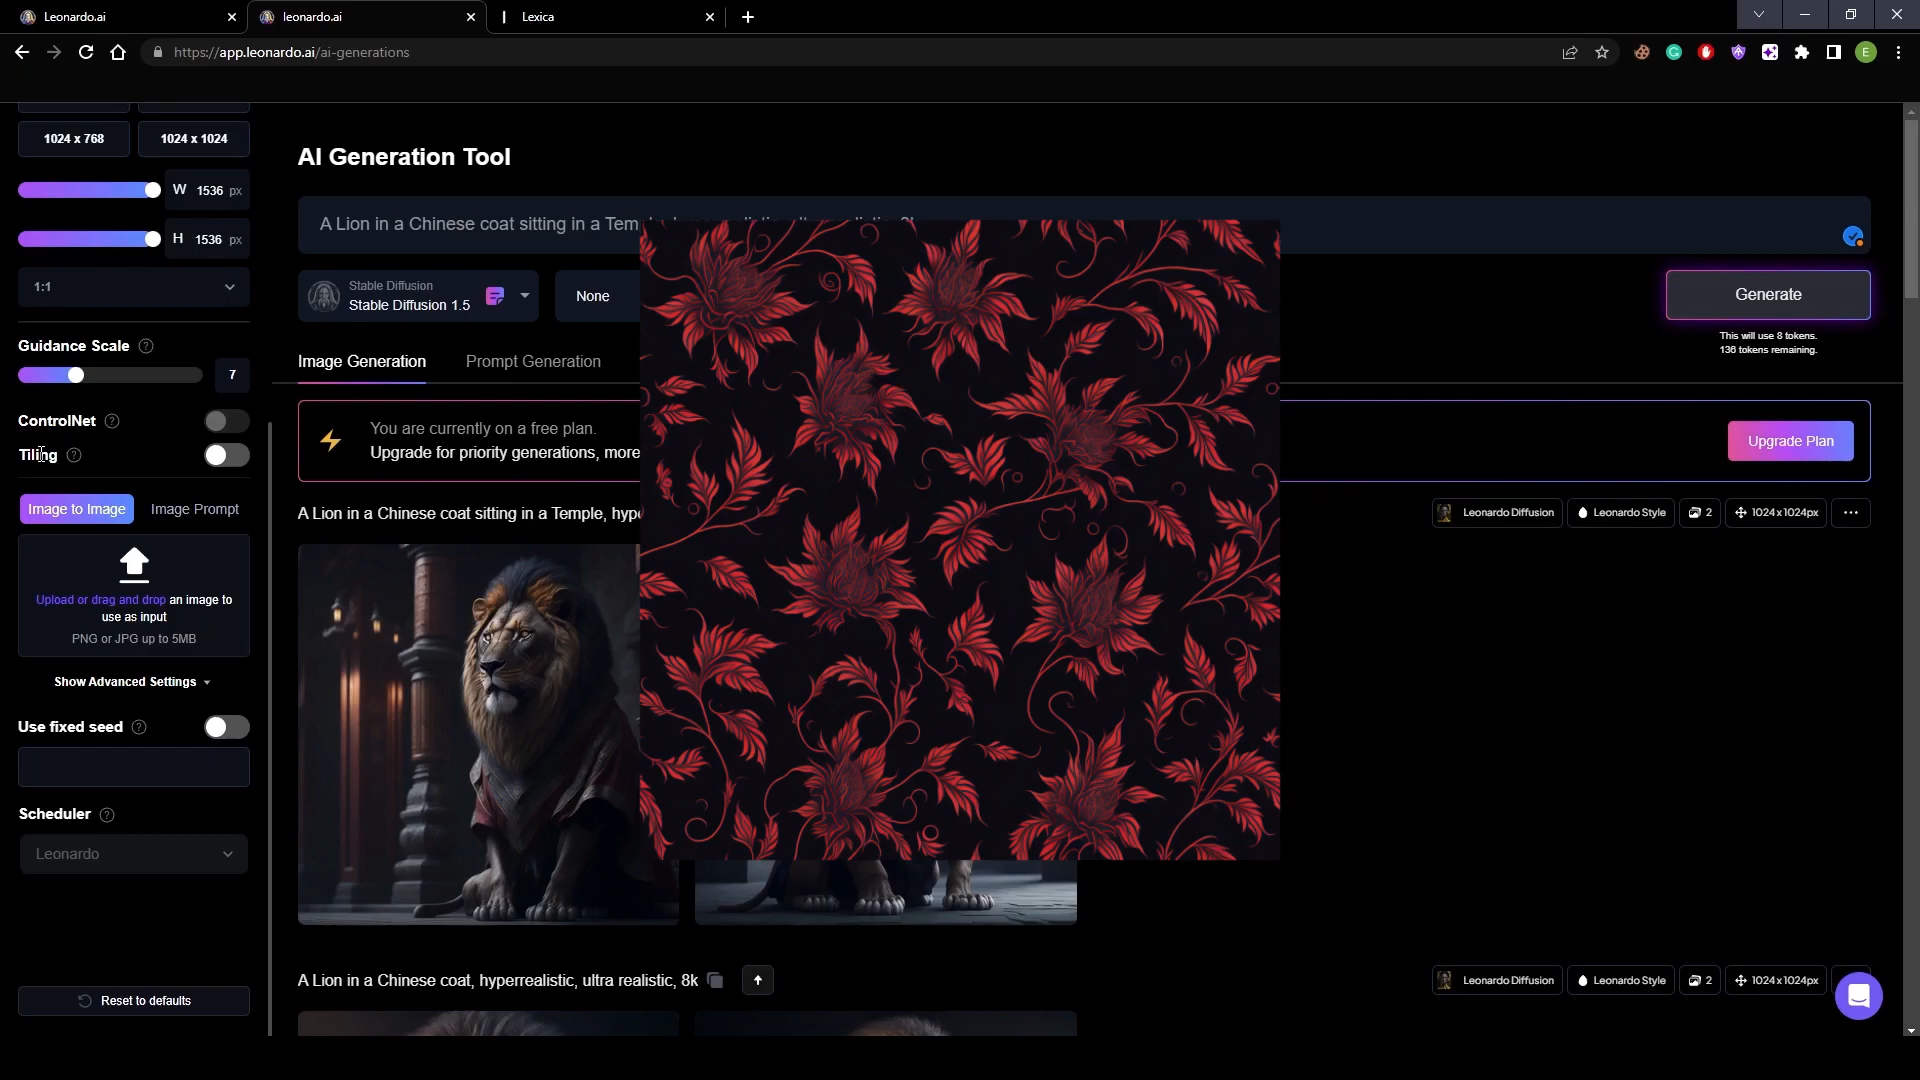 Leonardo.ai
leonardo.ai
Lexica
https://app.leonardo.ai/ai-generations
E
1024 x 768
1024 x 1024
W 1536 px
H 1536 px
1:1
Guidance Scale
7
ControlNet
Tiling
Image to Image
Image Prompt
Upload or drag and drop an image to
use as input
PNG or JPG up to 5MB
Show Advanced Settings
Use fixed seed
Scheduler
Leonardo
Reset to defaults
AI Generation Tool
A Lion in a Chinese coat sitting in a
Stable Diffusion
Stable Diffusion 1.5
None
Generate
This will use 8 tokens.
136 tokens remaining.
Image Generation
Prompt Generation
You are currently on a free plan.
Upgrade for priority generations, more
Upgrade Plan
A Lion in a Chinese coat sitting in a Temple,
Leonardo Diffusion
Leonardo Style
2
1024x1024px
A Lion in a Chinese coat, hyperrealistic, ultra realistic, 8k
Leonardo Diffusion
Leonardo Style
2
1024x1024px